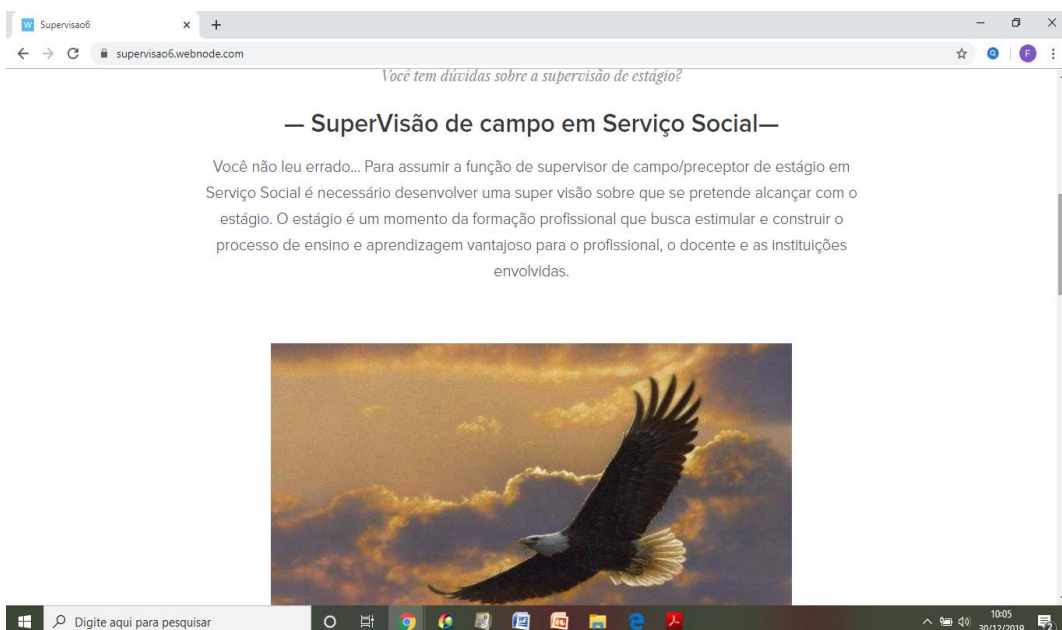 Supervisao6
supervisao6.webnode.com
F
Você tem dúvidas sobre a supervisão de estágio?
— SuperVisão de campo em Serviço Social—
Você não leu errado... Para assumir a função de supervisor de campo/preceptor de estágio em
Serviço Social é necessário desenvolver uma super visão sobre que se pretende alcançar com o
estágio. O estágio é um momento da formação profissional que busca estimular e construir o
processo de ensino e aprendizagem vantajoso para o profissional, o docente e as instituições
envolvidas.
Digite aqui para pesquisar
10:05
30/12/2019